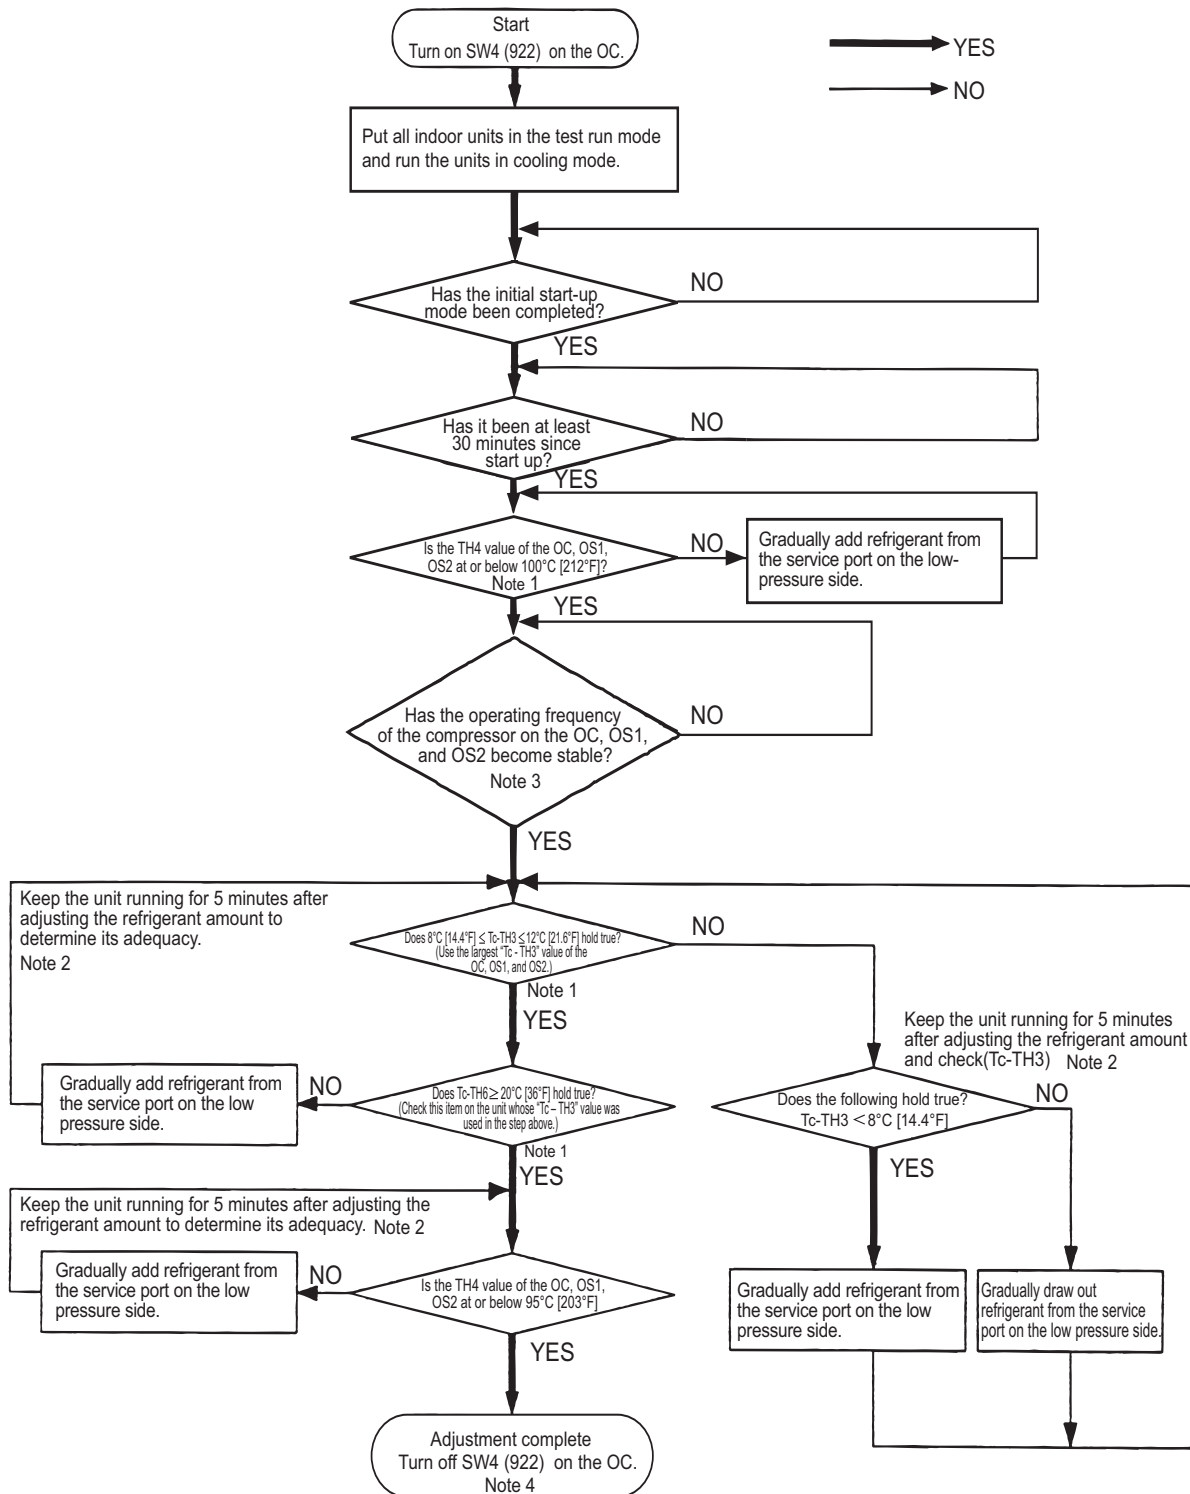 Start
Turn on SW4 (922) on the OC.
YES
NO
Put all indoor units in the test run mode
and run the units in cooling mode.
Has the initial start-up
mode been completed?
NO
YES
Has it been at least
30 minutes since
start up?
NO
YES
Is the TH4 value of the OC, OS1,
OS2 at or below 100°C [212°F]?
Note 1
NO
Gradually add refrigerant from
the service port on the low-
pressure side.
YES
Has the operating frequency
of the compressor on the OC, OS1,
and OS2 become stable?
Note 3
NO
YES
Keep the unit running for 5 minutes after
adjusting the refrigerant amount to
determine its adequacy.
Note 2
Does 8°C [14.4°F] ≤ Tc-TH3 ≤12°C [21.6°F] hold true?
(Use the largest “Tc - TH3” value of the
OC, OS1, and OS2.)
Note 1
NO
YES
Keep the unit running for 5 minutes
after adjusting the refrigerant amount
and check(Tc-TH3) Note 2
Gradually add refrigerant from
the service port on the low
pressure side.
NO
Does Tc-TH6 ≥ 20°C [36°F] hold true?
(Check this item on the unit whose “Tc – TH3” value was
used in the step above.)
Note 1
YES
Does the following hold true?
Tc-TH3 < 8°C [14.4°F]
NO
YES
Keep the unit running for 5 minutes after adjusting the
refrigerant amount to determine its adequacy. Note 2
Gradually add refrigerant from
the service port on the low
pressure side.
NO
Is the TH4 value of the OC, OS1,
OS2 at or below 95°C [203°F]
YES
Gradually add refrigerant from
the service port on the low
pressure side.
Gradually draw out
refrigerant from the service
port on the low pressure side.
Adjustment complete
Turn off SW4 (922) on the OC.
Note 4